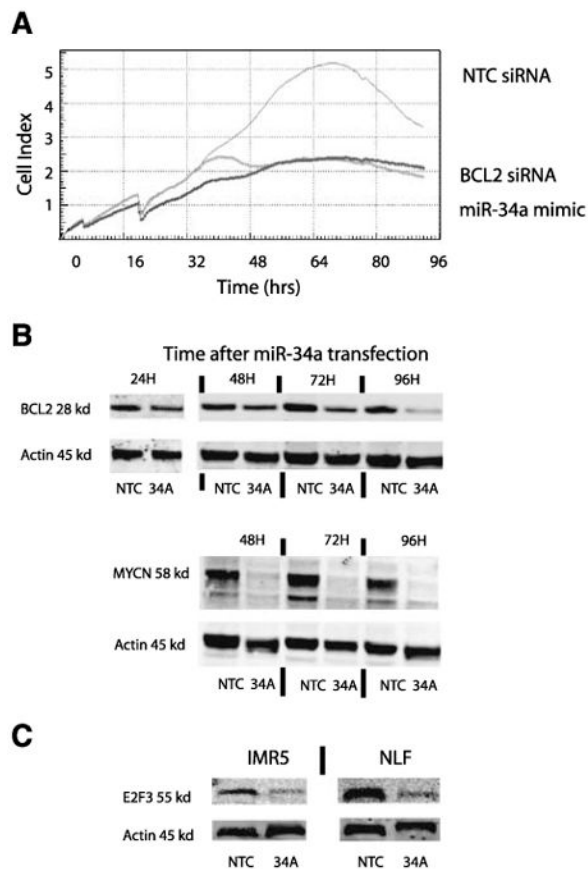 A
5
4
3
2
1
Cell Index
0 16 32 48 64 80 96
Time (hrs)
NTC siRNA
BCL2 siRNA
miR-34a mimic
B
Time after miR-34a transfection
24H 48H 72H 96H
BCL2 28 kd
Actin 45 kd
NTC 34A NTC 34A NTC 34A NTC 34A
48H 72H 96H
MYCN 58 kd
Actin 45 kd
NTC 34A NTC 34A NTC 34A
C
IMR5 NLF
E2F3 55 kd
Actin 45 kd
NTC 34A NTC 34A